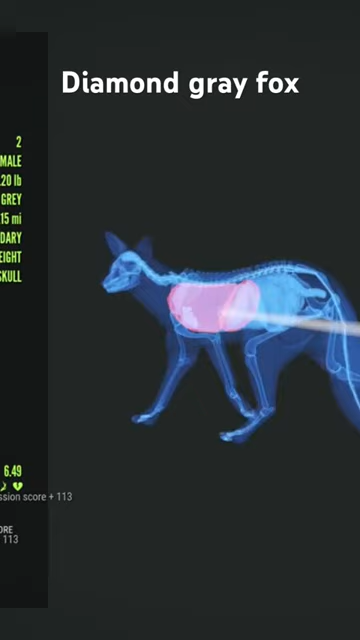 Diamond gray fox
2
MALE
.20 lb
GREY
.15 mi
DARY
EIGHT
SKULL
6.49
ssion score + 113
ORE
113